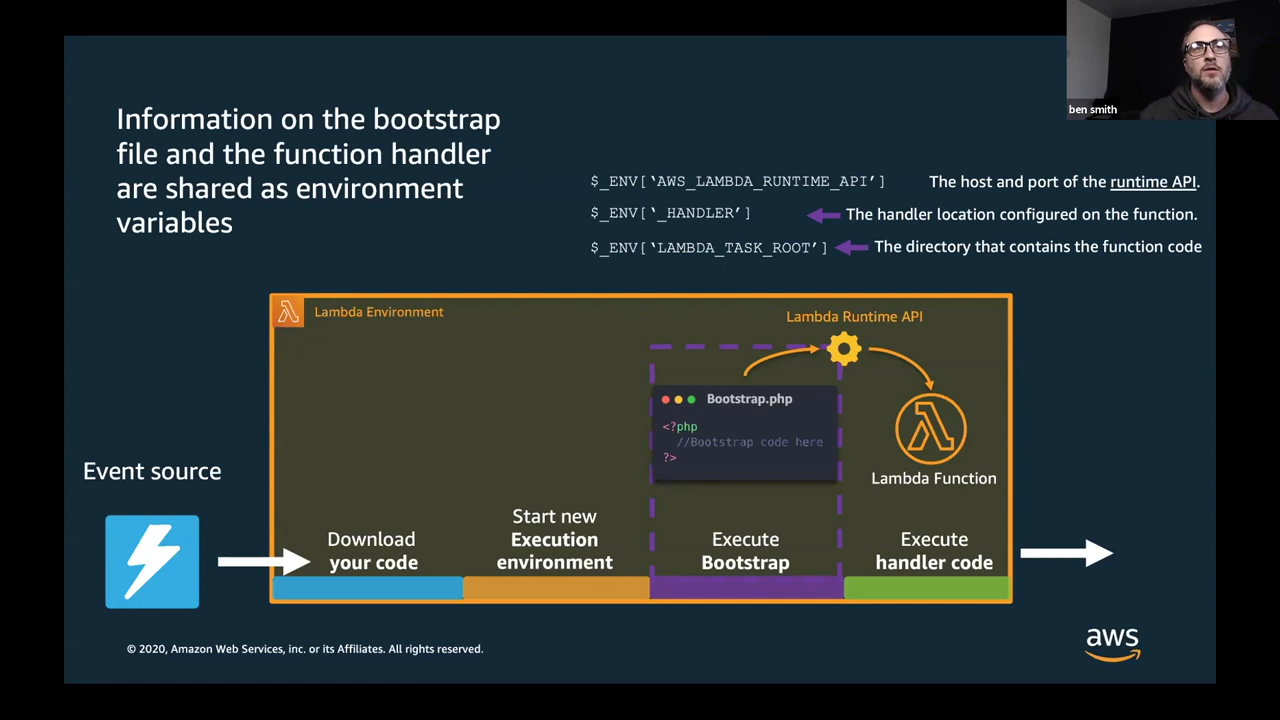 ben smith
Information on the bootstrap
file and the function handler
are shared as environment
variables
$_ENV[‘AWS_LAMBDA_RUNTIME_API’] The host and port of the runtime API.
$_ENV[‘_HANDLER’] The handler location configured on the function.
$_ENV[‘LAMBDA_TASK_ROOT’] The directory that contains the function code
Lambda Environment
Lambda Runtime API
Bootstrap.php
<?php
//Bootstrap code here
?>
Lambda Function
Event source
Download
your code
Start new
Execution
environment
Execute
Bootstrap
Execute
handler code
© 2020, Amazon Web Services, inc. or its Affiliates. All rights reserved.
aws